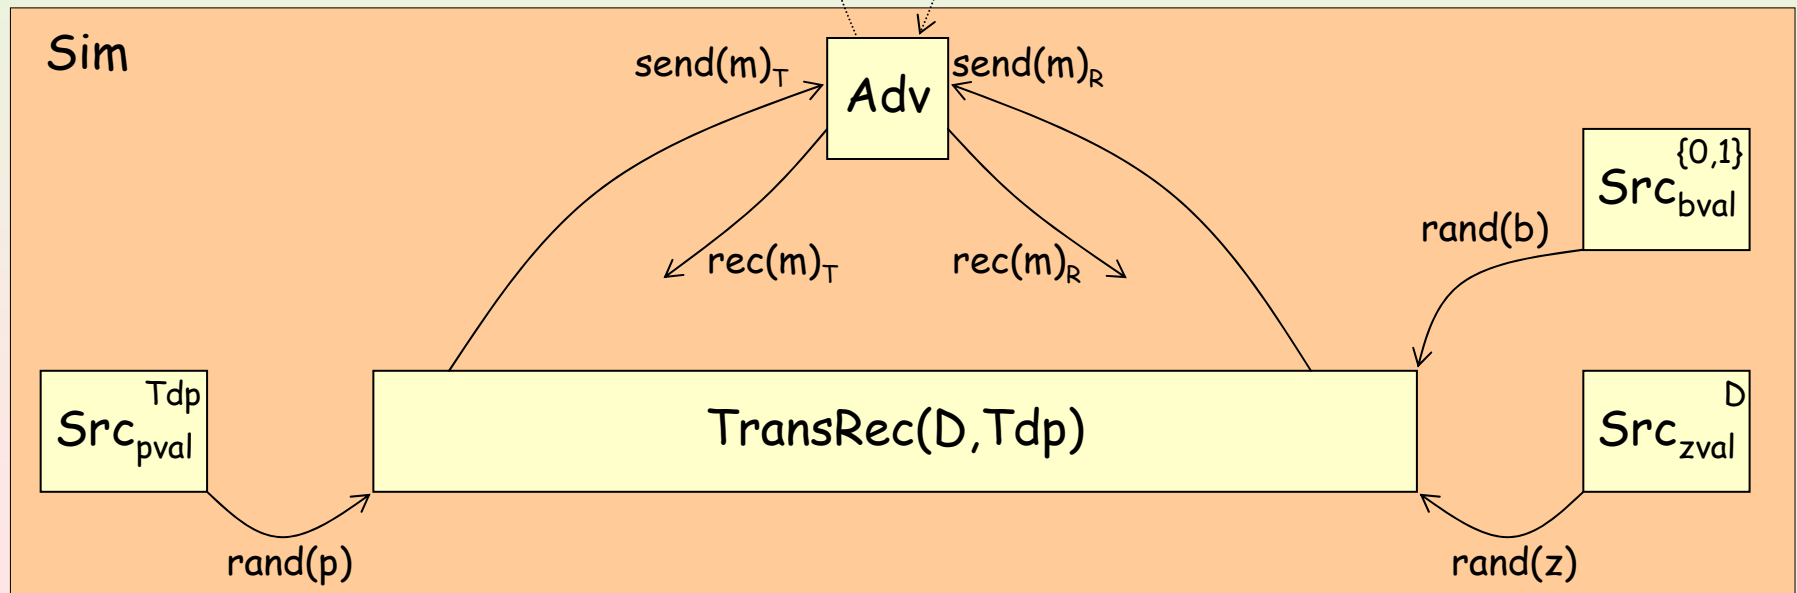 Sim
send(m)T
Adv
send(m)R
{0,1}
Srcbval
rand(b)
rec(m)T
rec(m)R
Tdp
Srcpval
TransRec(D,Tdp)
D
Srczval
rand(p)
rand(z)